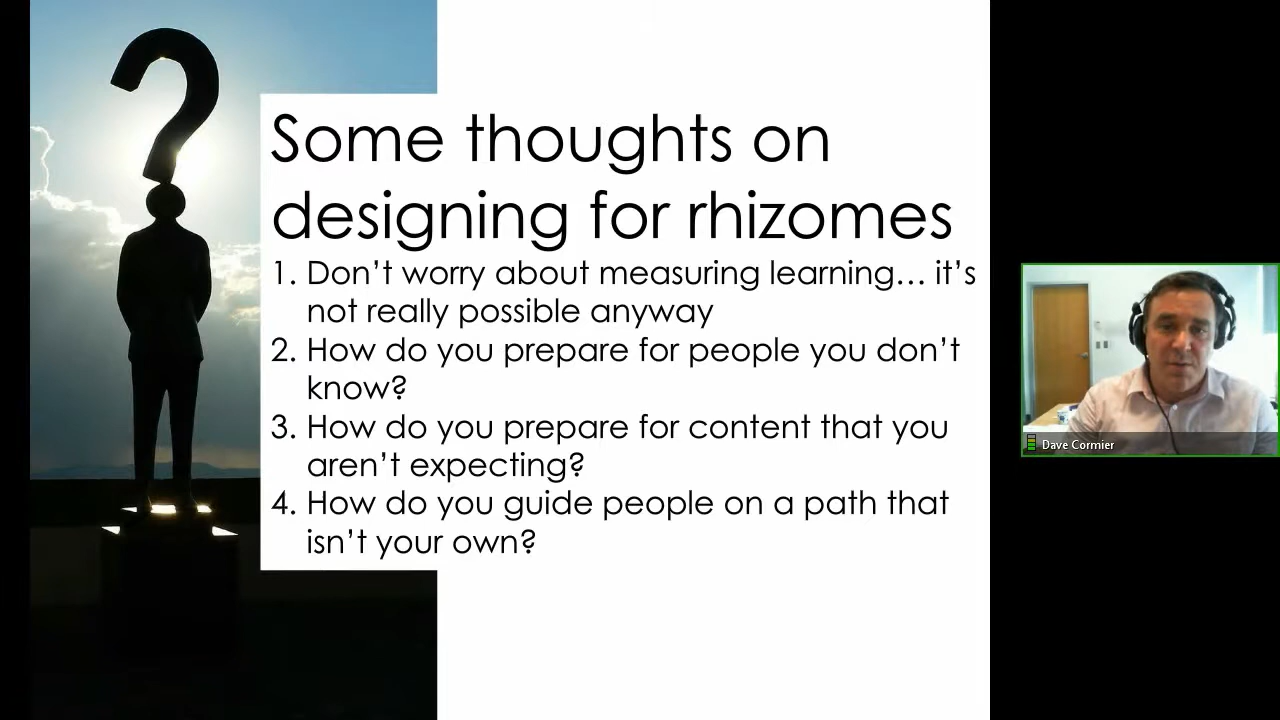 Some thoughts on
designing for rhizomes
1. Don’t worry about measuring learning… it’s
not really possible anyway
2. How do you prepare for people you don’t
know?
3. How do you prepare for content that you
aren’t expecting?
4. How do you guide people on a path that
isn’t your own?
Dave Cormier